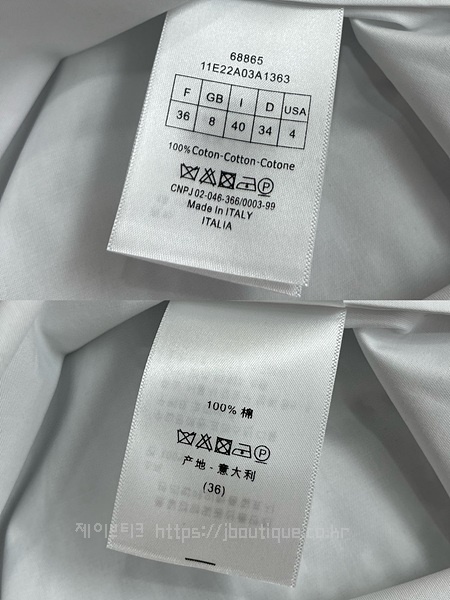 68865
11E22A03A1363
F GB I D USA
36 8 40 34 4
100%Coton-Cotton-Cotone
CNPJ 02-046-366/0003-99
Made In ITALY
ITALIA
100% 棉
产地-意大利
(36)
제이부티크 https://jboutique.co.kr